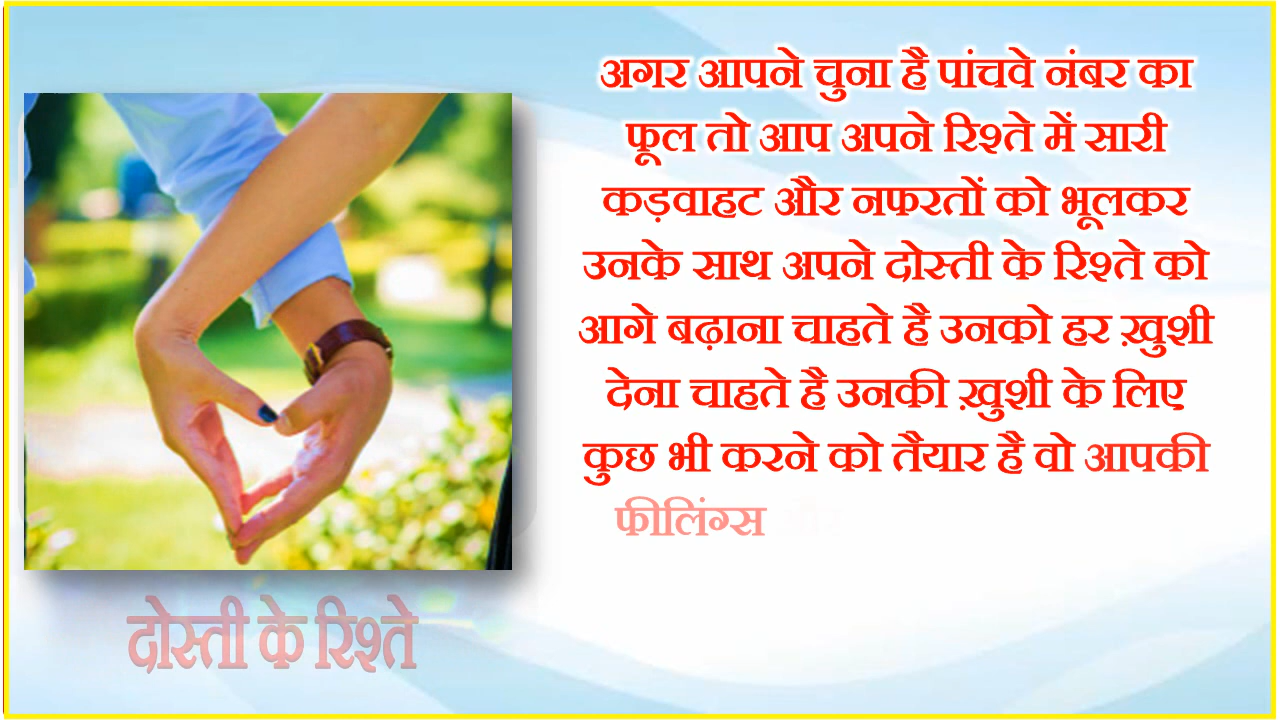 अगर आपने चुना है पांचवे नंबर का
फूल तो आप अपने रिश्ते में सारी
कड़वाहट और नफरतों को भूलकर
उनके साथ अपने दोस्ती के रिश्ते को
आगे बढ़ाना चाहते है उनको हर ख़ुशी
देना चाहते है उनकी ख़ुशी के लिए
कुछ भी करने को तैयार है वो आपकी
फीलिंग्स और
दोस्ती के रिश्ते